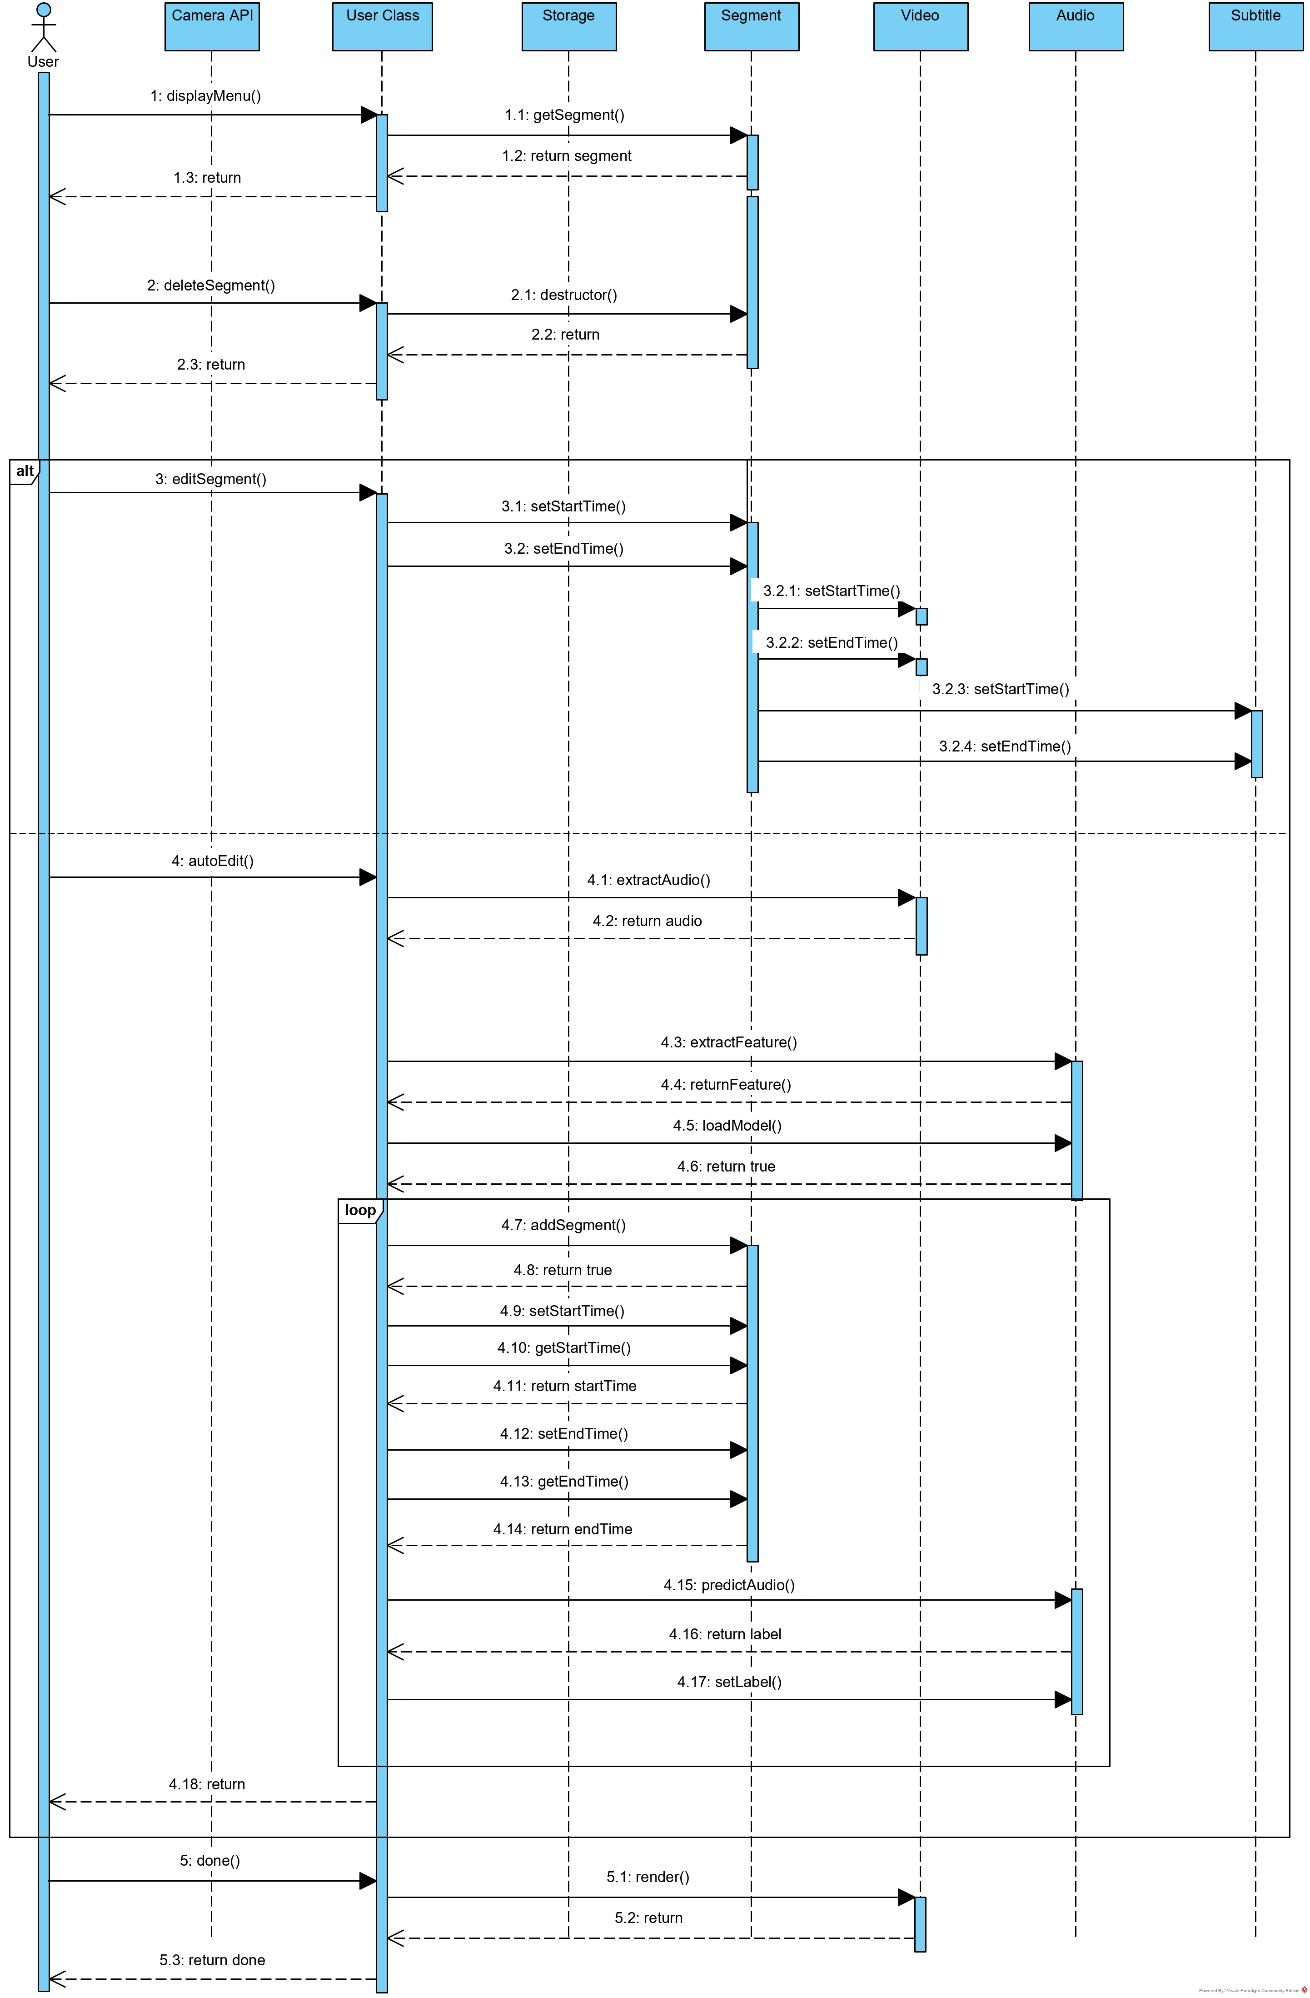 Camera API
User Class
Storage
Segment
Video
Audio
Subtitle
User
1: displayMenu()
1.1: getSegment()
1.2: return segment
1.3: return
2: deleteSegment()
2.1: destructor()
2.2: return
2.3: return
alt
3: editSegment()
3.1: setStartTime()
3.2: setEndTime()
3.2.1: setStartTime()
3.2.2: setEndTime()
3.2.3: setStartTime()
3.2.4: setEndTime()
4: autoEdit()
4.1: extractAudio()
4.2: return audio
4.3: extractFeature()
4.4: returnFeature()
4.5: loadModel()
4.6: return true
loop
4.7: addSegment()
4.8: return true
4.9: setStartTime()
4.10: getStartTime()
4.11: return startTime
4.12: setEndTime()
4.13: getEndTime()
4.14: return endTime
4.15: predictAudio()
4.16: return label
4.17: setLabel()
4.18: return
5: done()
5.1: render()
5.2: return
5.3: return done
Powered By Visual Paradigm Community Edition